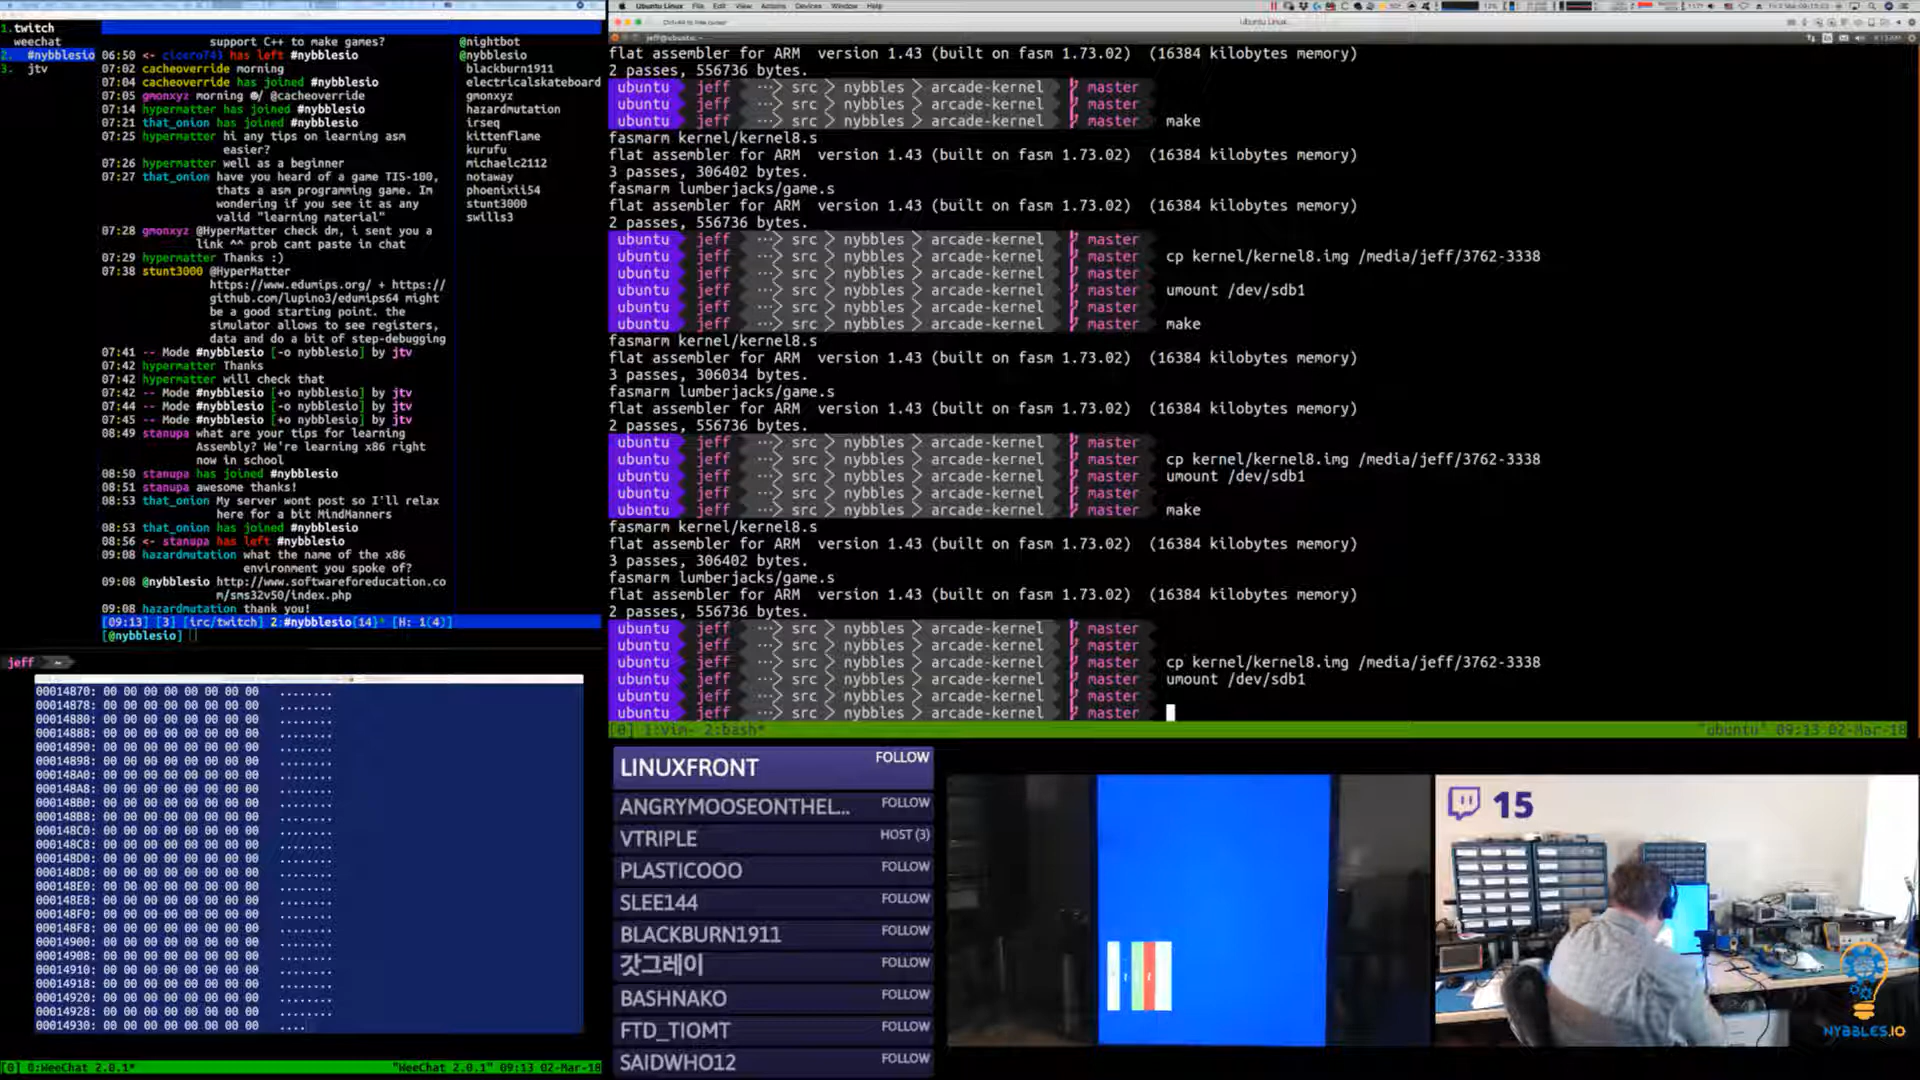 Ubuntu Linux File Edit View Actions Devices Window Help
Ubuntu Linux
1.twitch
weechat
2. #nybblesio
3. jtv
support C++ to make games?
06:50 <- cicero743 has left #nybblesio
07:02 cacheoverride morning
07:04 cacheoverride has joined #nybblesio
07:05 gmonxyz morning @cacheoverride
07:14 hypermatter has joined #nybblesio
07:21 that_onion has joined #nybblesio
07:25 hypermatter hi any tips on learning asm
easier?
07:26 hypermatter well as a beginner
07:27 that_onion have you heard of a game TIS-100,
thats a asm programming game. Im
wondering if you see it as any
valid "learning material"
07:28 gmonxyz @HyperMatter check dm, i sent you a
link ^^ prob cant paste in chat
07:29 hypermatter Thanks :)
07:38 stunt3000 @HyperMatter
https://www.edumips.org/ + https://
github.com/lupino3/edumips64 might
be a good starting point. the
simulator allows to see registers,
data and do a bit of step-debugging
07:41 -- Mode #nybblesio [-o nybblesio] by jtv
07:42 hypermatter Thanks
07:42 hypermatter will check that
07:42 -- Mode #nybblesio [+o nybblesio] by jtv
07:44 -- Mode #nybblesio [-o nybblesio] by jtv
07:45 -- Mode #nybblesio [+o nybblesio] by jtv
08:49 stanupa what are your tips for learning
Assembly? We're learning x86 right
now in school
08:50 stanupa has joined #nybblesio
08:51 stanupa awesome thanks!
08:53 that_onion My server wont post so I'll relax
here for a bit MindManners
08:53 that_onion has joined #nybblesio
08:56 <- stanupa has left #nybblesio
09:08 hazardmutation what the name of the x86
environment you spoke of?
09:08 @nybblesio http://www.softwareforeducation.co
m/sms32v50/index.php
09:08 hazardmutation thank you!
[09:13] [3] [irc/twitch] 2:#nybblesio(14)* [H: 1(4)]
[@nybblesio]
@nightbot
@nybblesio
blackburn1911
electricalskateboard
gmonxyz
hazardmutation
irseq
kittenflame
kurufu
michaelc2112
notaway
phoenixii54
stunt3000
swills3
jeff ~
00014870: 00 00 00 00 00 00 00 00 ........
00014878: 00 00 00 00 00 00 00 00 ........
00014880: 00 00 00 00 00 00 00 00 ........
00014888: 00 00 00 00 00 00 00 00 ........
00014890: 00 00 00 00 00 00 00 00 ........
00014898: 00 00 00 00 00 00 00 00 ........
000148A0: 00 00 00 00 00 00 00 00 ........
000148A8: 00 00 00 00 00 00 00 00 ........
000148B0: 00 00 00 00 00 00 00 00 ........
000148B8: 00 00 00 00 00 00 00 00 ........
000148C0: 00 00 00 00 00 00 00 00 ........
000148C8: 00 00 00 00 00 00 00 00 ........
000148D0: 00 00 00 00 00 00 00 00 ........
000148D8: 00 00 00 00 00 00 00 00 ........
000148E0: 00 00 00 00 00 00 00 00 ........
000148E8: 00 00 00 00 00 00 00 00 ........
000148F0: 00 00 00 00 00 00 00 00 ........
000148F8: 00 00 00 00 00 00 00 00 ........
00014900: 00 00 00 00 00 00 00 00 ........
00014908: 00 00 00 00 00 00 00 00 ........
00014910: 00 00 00 00 00 00 00 00 ........
00014918: 00 00 00 00 00 00 00 00 ........
00014920: 00 00 00 00 00 00 00 00 ........
00014928: 00 00 00 00 00 00 00 00 ........
00014930: 00 00 00 00 00 00 00 00 ....
[0] 0:WeeChat 2.0.1* "WeeChat 2.0.1" 09:13 02-Mar-18
flat assembler for ARM version 1.43 (built on fasm 1.73.02) (16384 kilobytes memory)
2 passes, 556736 bytes.
ubuntu jeff ··· src nybbles arcade-kernel master
ubuntu jeff ··· src nybbles arcade-kernel master
ubuntu jeff ··· src nybbles arcade-kernel master make
fasmarm kernel/kernel8.s
flat assembler for ARM version 1.43 (built on fasm 1.73.02) (16384 kilobytes memory)
3 passes, 306402 bytes.
fasmarm lumberjacks/game.s
flat assembler for ARM version 1.43 (built on fasm 1.73.02) (16384 kilobytes memory)
2 passes, 556736 bytes.
ubuntu jeff ··· src nybbles arcade-kernel master
ubuntu jeff ··· src nybbles arcade-kernel master cp kernel/kernel8.img /media/jeff/3762-3338
ubuntu jeff ··· src nybbles arcade-kernel master
ubuntu jeff ··· src nybbles arcade-kernel master umount /dev/sdb1
ubuntu jeff ··· src nybbles arcade-kernel master
ubuntu jeff ··· src nybbles arcade-kernel master make
fasmarm kernel/kernel8.s
flat assembler for ARM version 1.43 (built on fasm 1.73.02) (16384 kilobytes memory)
3 passes, 306034 bytes.
fasmarm lumberjacks/game.s
flat assembler for ARM version 1.43 (built on fasm 1.73.02) (16384 kilobytes memory)
2 passes, 556736 bytes.
ubuntu jeff ··· src nybbles arcade-kernel master
ubuntu jeff ··· src nybbles arcade-kernel master cp kernel/kernel8.img /media/jeff/3762-3338
ubuntu jeff ··· src nybbles arcade-kernel master umount /dev/sdb1
ubuntu jeff ··· src nybbles arcade-kernel master
ubuntu jeff ··· src nybbles arcade-kernel master make
fasmarm kernel/kernel8.s
flat assembler for ARM version 1.43 (built on fasm 1.73.02) (16384 kilobytes memory)
3 passes, 306402 bytes.
fasmarm lumberjacks/game.s
flat assembler for ARM version 1.43 (built on fasm 1.73.02) (16384 kilobytes memory)
2 passes, 556736 bytes.
ubuntu jeff ··· src nybbles arcade-kernel master
ubuntu jeff ··· src nybbles arcade-kernel master
ubuntu jeff ··· src nybbles arcade-kernel master cp kernel/kernel8.img /media/jeff/3762-3338
ubuntu jeff ··· src nybbles arcade-kernel master umount /dev/sdb1
ubuntu jeff ··· src nybbles arcade-kernel master
ubuntu jeff ··· src nybbles arcade-kernel master
[0] 1:Vim- 2:bash* "ubuntu" 09:13 02-Mar-18
LINUXFRONT FOLLOW
ANGRYMOOSEONTHEL... FOLLOW
VTRIPLE HOST (3)
PLASTICOOO FOLLOW
SLEE144 FOLLOW
BLACKBURN1911 FOLLOW
갓그레이 FOLLOW
BASHNAKO FOLLOW
FTD_TIOMT FOLLOW
SAIDWHO12 FOLLOW
15
NYBBLES.IO